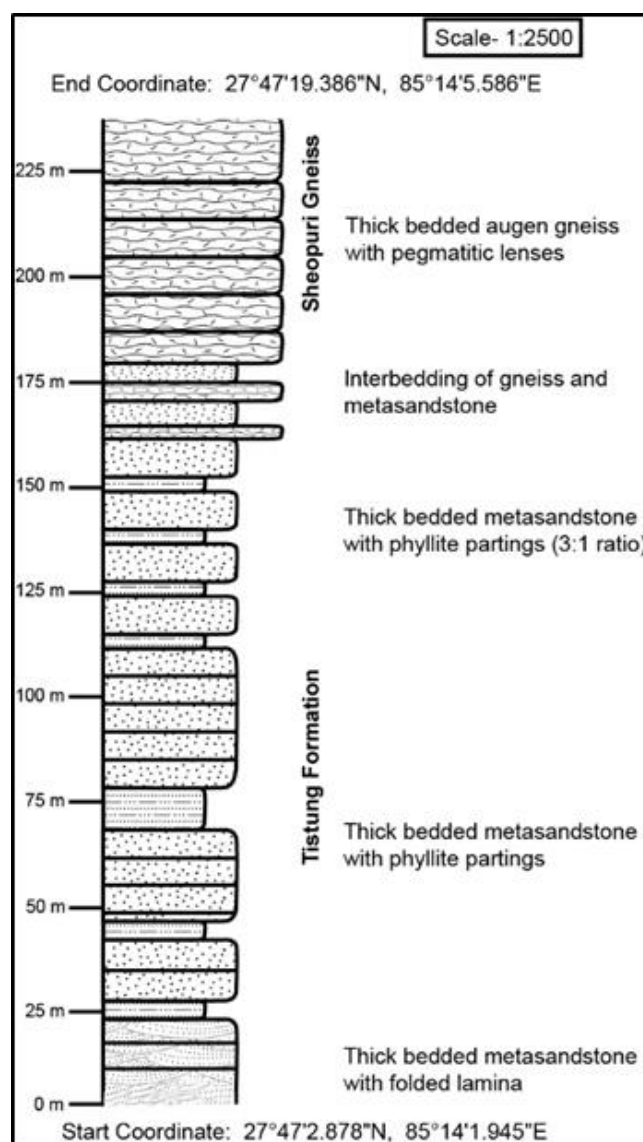 Scale- 1:2500
End Coordinate: 27°47'19.386"N, 85°14'5.586"E
225 m
Sheopuri Gneiss
Thick bedded augen gneiss
with pegmatitic lenses
200 m
175 m
Interbedding of gneiss and
metasandstone
150 m
Thick bedded metasandstone
with phyllite partings (3:1 ratio)
125 m
100 m
Tistung Formation
75 m
Thick bedded metasandstone
with phyllite partings
50 m
25 m
Thick bedded metasandstone
with folded lamina
0 m
Start Coordinate: 27°47'2.878"N, 85°14'1.945"E